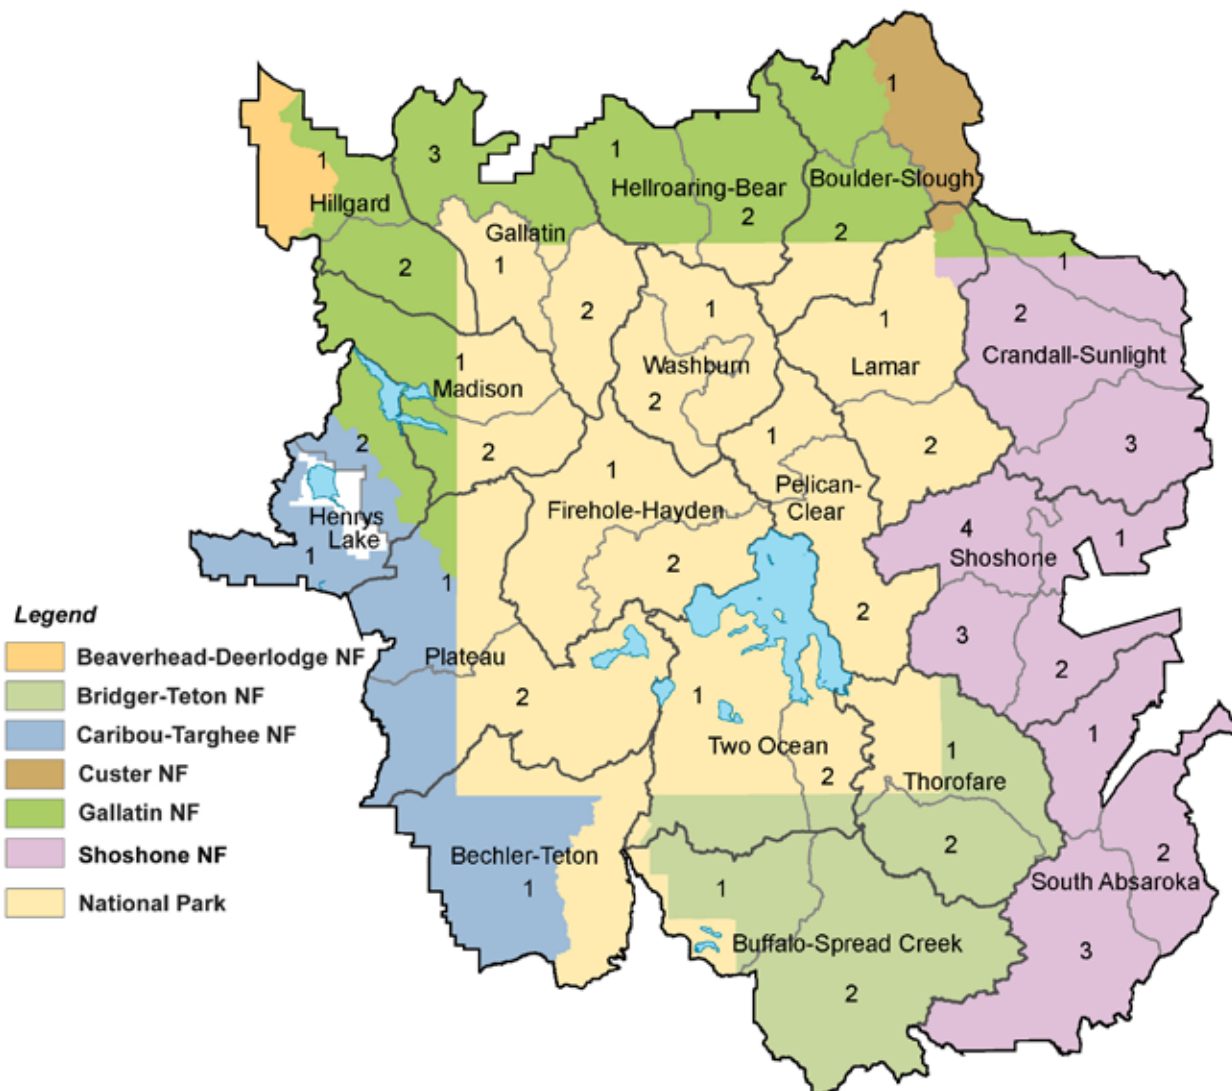 1
1
3
1
Hillgard
Hellroaring-Bear
Boulder-Slough
2
2
Gallatin
2
1
1
2
2
1
1
2
Washburn
Lamar
Crandall-Sunlight
1
Madison
2
2
1
2
3
2
1
Pelican-
Clear
Firehole-Hayden
Henrys
Lake
4
1
1
Shoshone
2
1
2
3
2
Plateau
2
1
1
Two Ocean
2
1
Thorofare
2
2
Bechler-Teton
1
1
South Absaroka
Buffalo-Spread Creek
3
2
Legend
Beaverhead-Deerlodge NF
Bridger-Teton NF
Caribou-Targhee NF
Custer NF
Gallatin NF
Shoshone NF
National Park